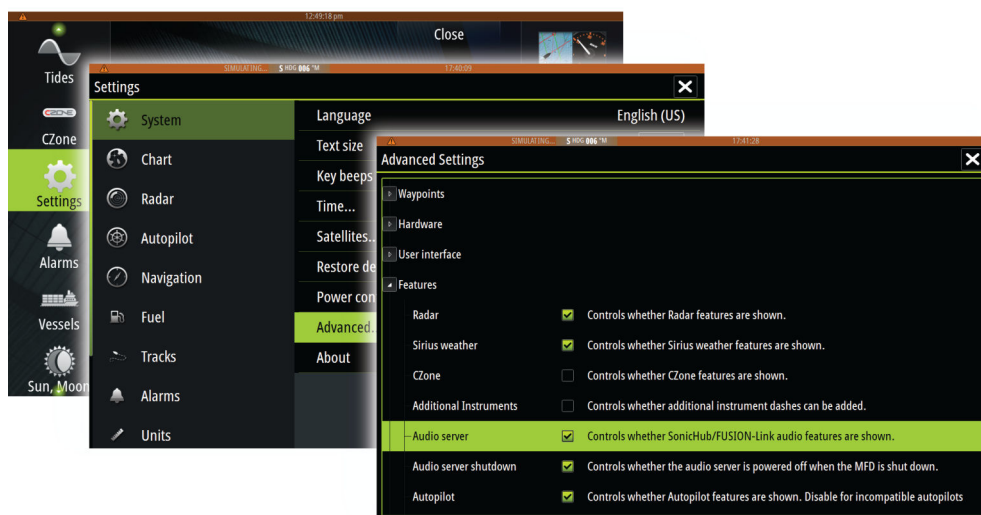 12:49:18 pm
Close
Tides
CZONE
CZone
Settings
Alarms
Vessels
Sun, Moon
SIMULATING... S HDG 006 °M 17:40:09
Settings
System
Chart
Radar
Autopilot
Navigation
Fuel
Tracks
Alarms
Units
Language English (US)
Text size
Key beeps
Time...
Satellites..
Restore de
Power con
Advanced.
About
SIMULATING... S HDG 006 °M 17:41:28
Advanced Settings
Waypoints
Hardware
User interface
Features
Radar Controls whether Radar features are shown.
Sirius weather Controls whether Sirius weather features are shown.
CZone Controls whether CZone features are shown.
Additional Instruments Controls whether additional instrument dashes can be added.
Audio server Controls whether SonicHub/FUSION-Link audio features are shown.
Audio server shutdown Controls whether the audio server is powered off when the MFD is shut down.
Autopilot Controls whether Autopilot features are shown. Disable for incompatible autopilots